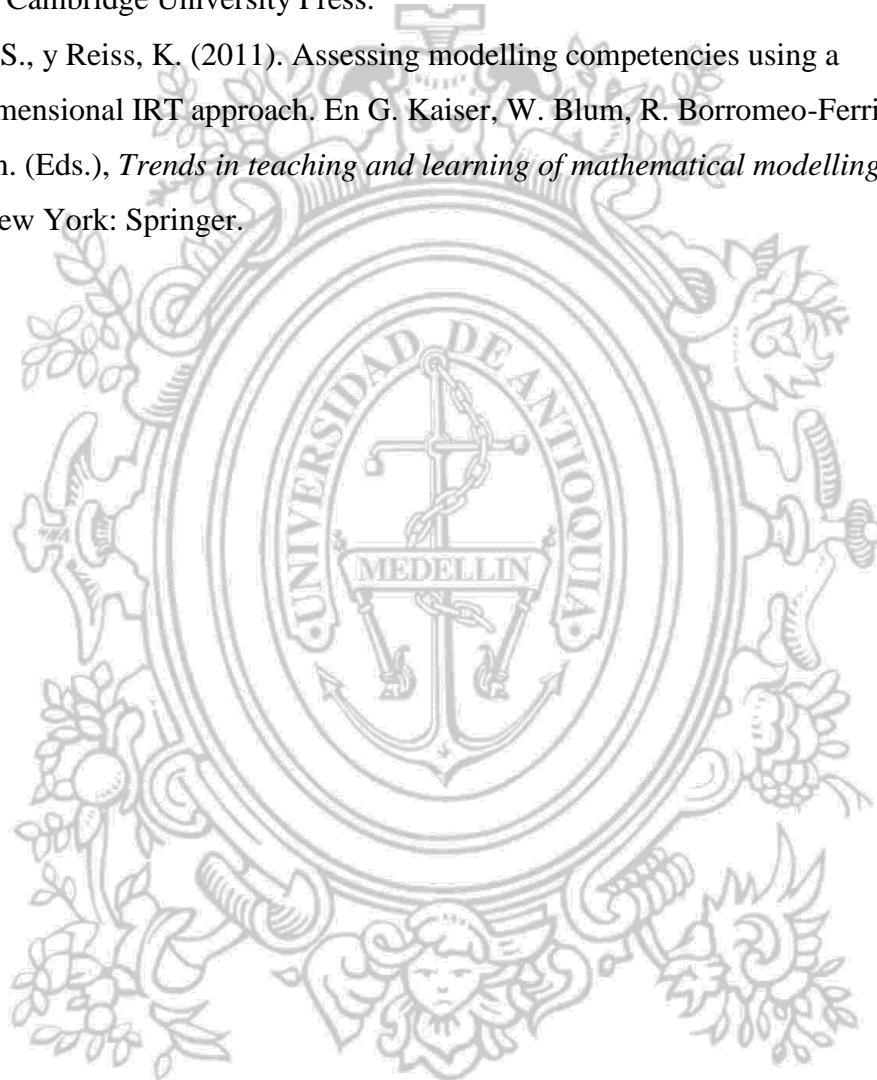 Cambridge University Press.
S., y Reiss, K. (2011). Assessing modelling competencies using a
mensional IRT approach. En G. Kaiser, W. Blum, R. Borromeo-Ferri
n. (Eds.), Trends in teaching and learning of mathematical modelling
ew York: Springer.
UNIVERSIDAD DE ANTIOQUIA
MEDELLIN